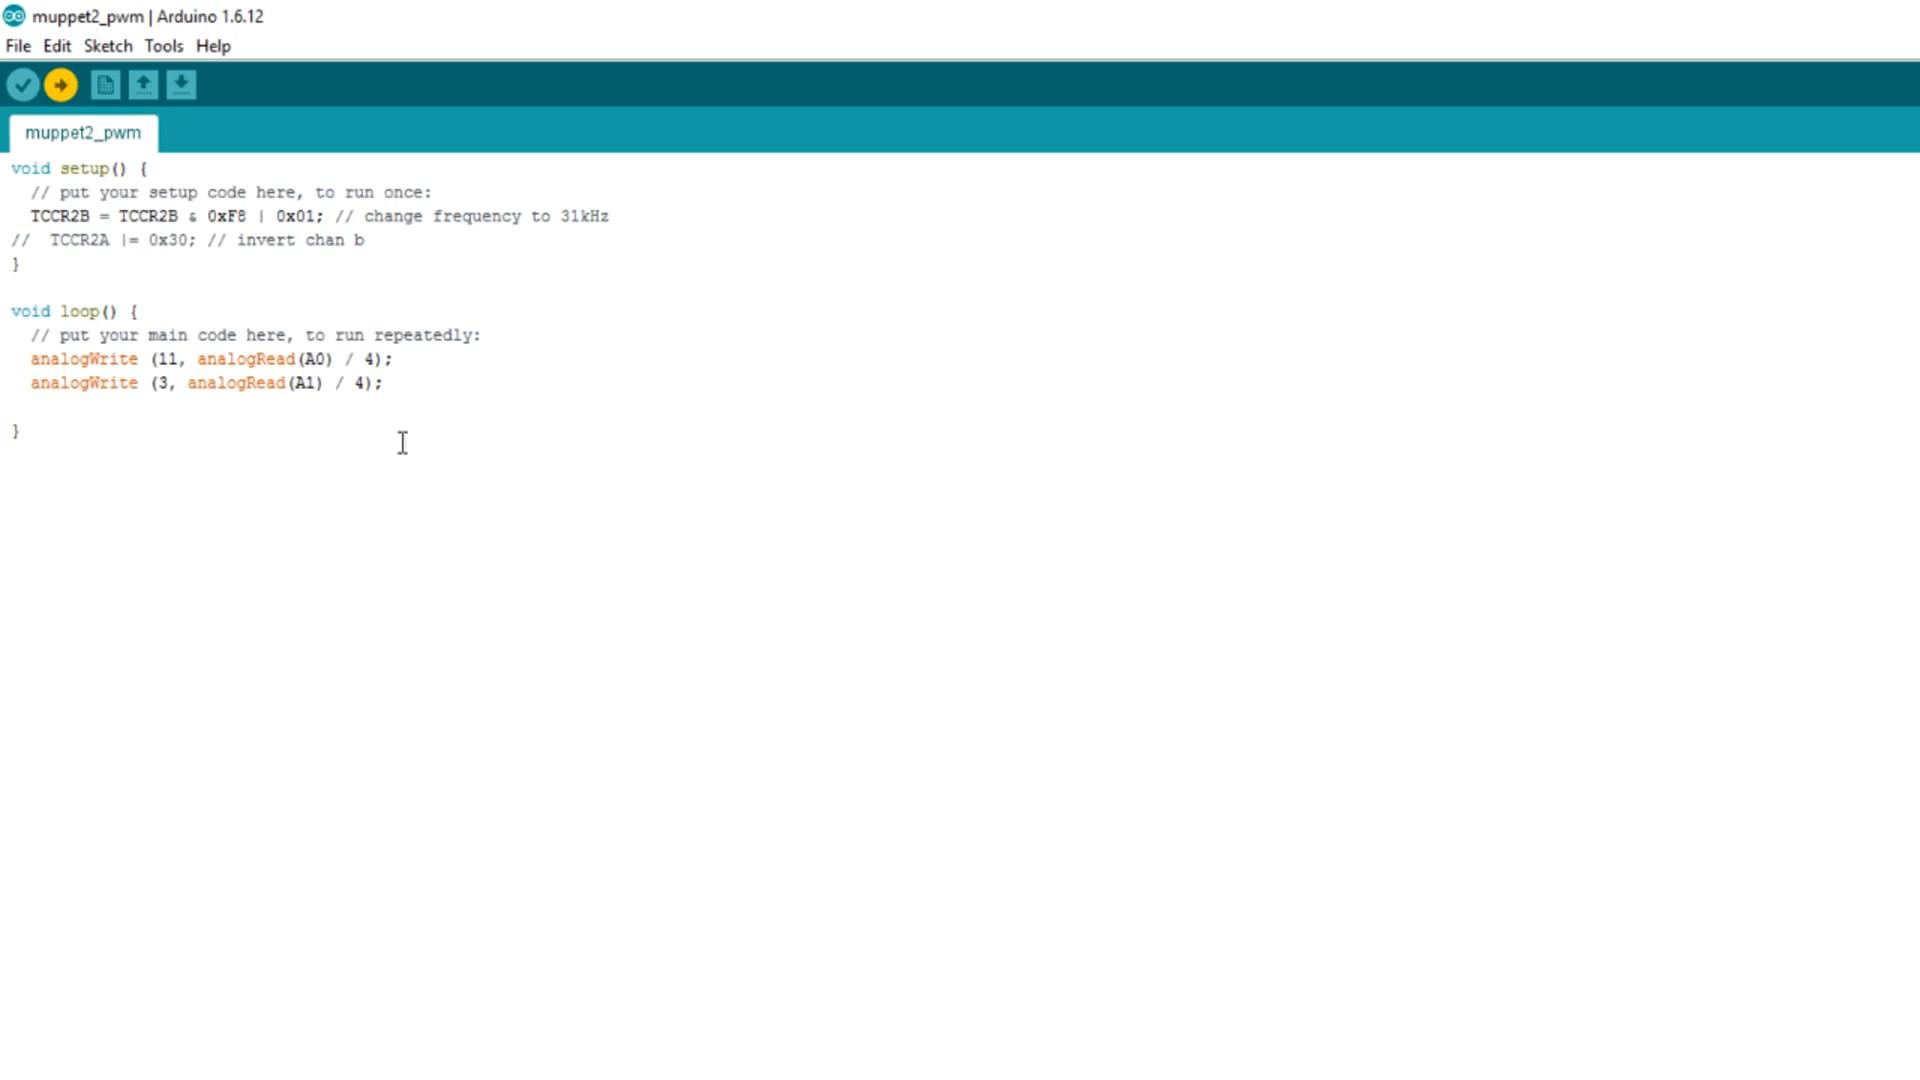 muppet2_pwm | Arduino 1.6.12
File Edit Sketch Tools Help
muppet2_pwm
void setup() {
  // put your setup code here, to run once:
  TCCR2B = TCCR2B & 0xF8 | 0x01; // change frequency to 31kHz
//  TCCR2A |= 0x30; // invert chan b
}
void loop() {
  // put your main code here, to run repeatedly:
  analogWrite (11, analogRead(A0) / 4);
  analogWrite (3, analogRead(A1) / 4);
}